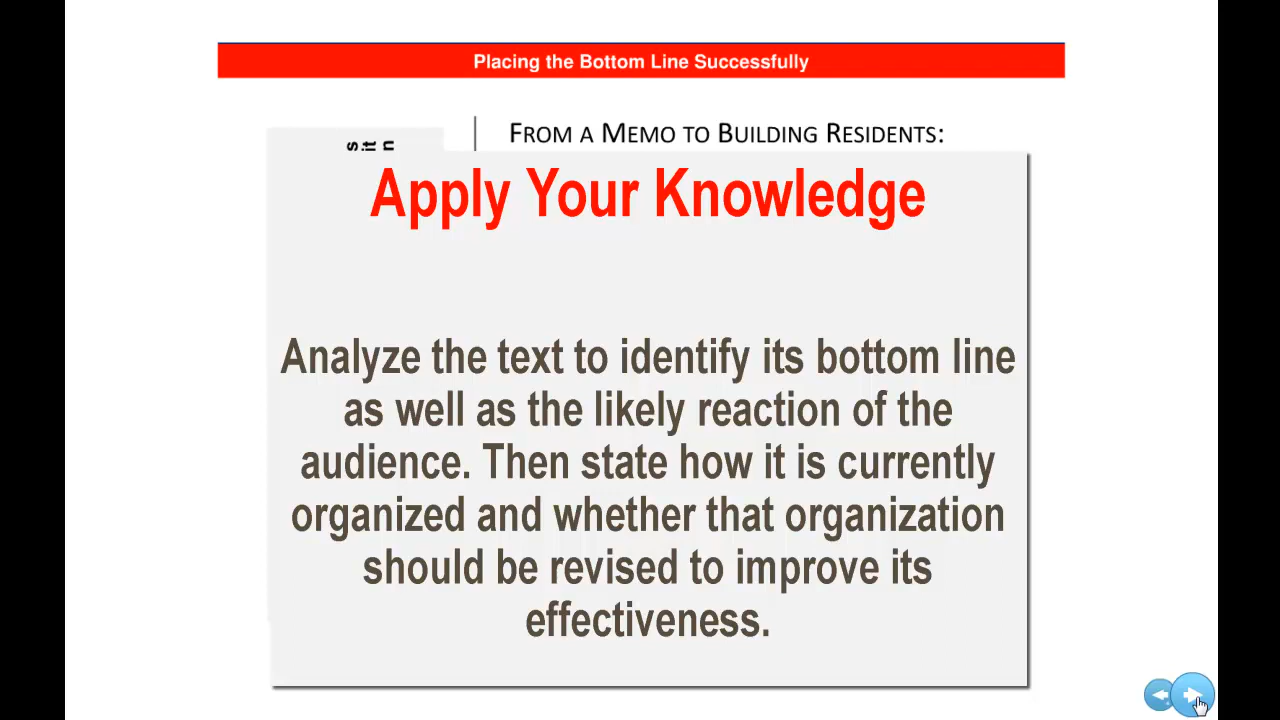 Placing the Bottom Line Successfully
FROM A MEMO TO BUILDING RESIDENTS:
Apply Your Knowledge
Analyze the text to identify its bottom line
as well as the likely reaction of the
audience. Then state how it is currently
organized and whether that organization
should be revised to improve its
effectiveness.